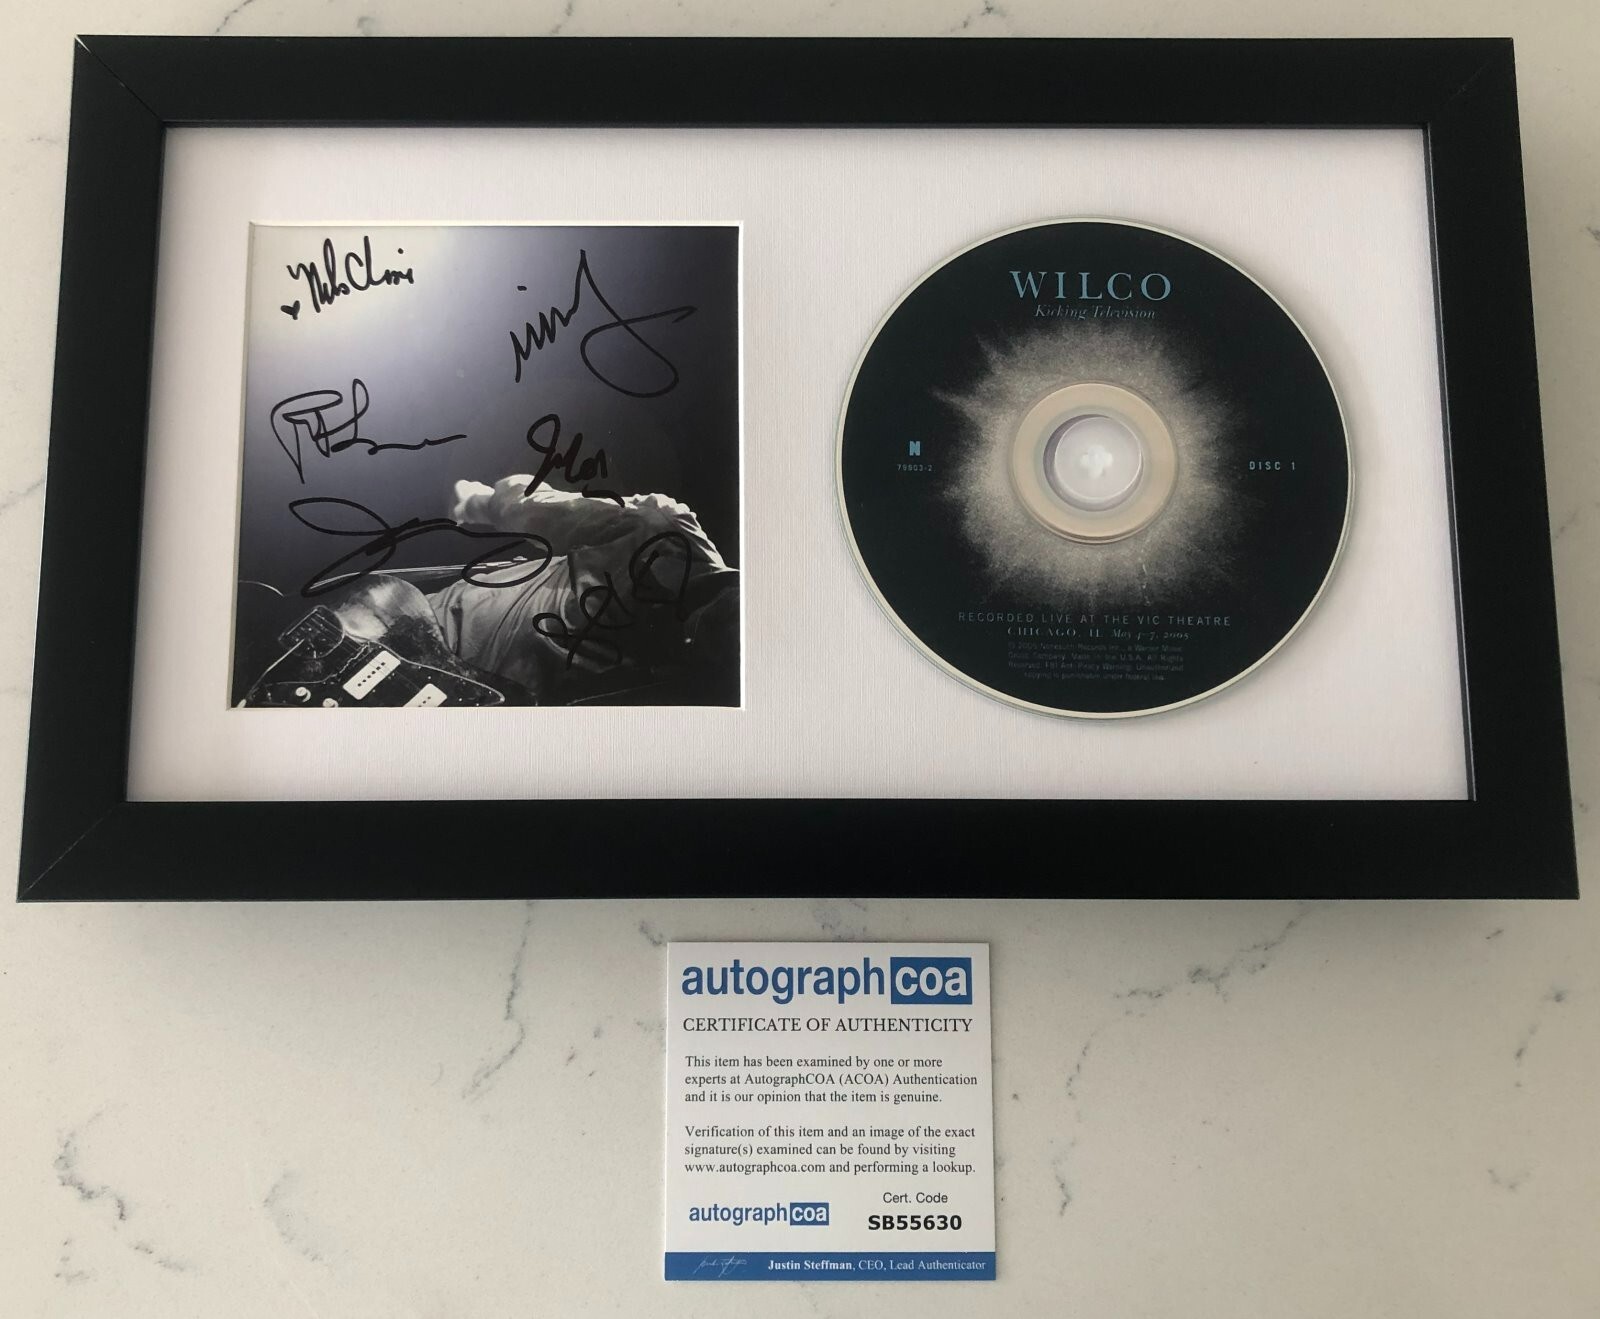 Nels Cline
WILCO
Kicking Television
N
79903-2
DISC 1
RECORDED LIVE AT THE VIC THEATRE
CHICAGO, IL May 4–7, 2005
autographcoa
CERTIFICATE OF AUTHENTICITY
This item has been examined by one or more
experts at AutographCOA (ACOA) Authentication
and it is our opinion that the item is genuine.
Verification of this item and an image of the exact
signature(s) examined can be found by visiting
www.autographcoa.com and performing a lookup.
autographcoa
Cert. Code
SB55630
Justin Steffman, CEO, Lead Authenticator